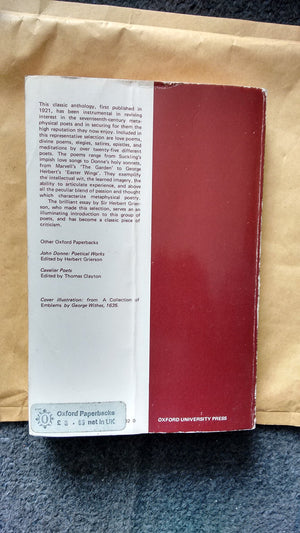 This classic anthology, first published in
1921, has been instrumental in reviving
interest in the seventeenth-century meta-
physical poets and in securing for them the
high reputation they now enjoy. Included in
this representative selection are love poems,
divine poems, elegies, satires, epistles, and
meditations by over twenty-five different
poets. The poems range from Suckling's
impish love songs to Donne's holy sonnets,
from Marvell's 'The Garden' to George
Herbert's 'Easter Wings'. They exemplify
the intellectual wit, the learned imagery, the
ability to articulate experience, and above
all the peculiar blend of passion and thought
which characterize metaphysical poetry.
The brilliant essay by Sir Herbert Grier-
son, who made this selection, serves as an
illuminating introduction to this group of
poets, and has become a classic piece of
criticism.
Other Oxford Paperbacks
John Donne: Poetical Works
Edited by Herbert Grierson
Cavalier Poets
Edited by Thomas Clayton
Cover illustration: from A Collection of
Emblems by George Wither, 1635.
Oxford Paperbacks
net in UK
OXFORD UNIVERSITY PRESS